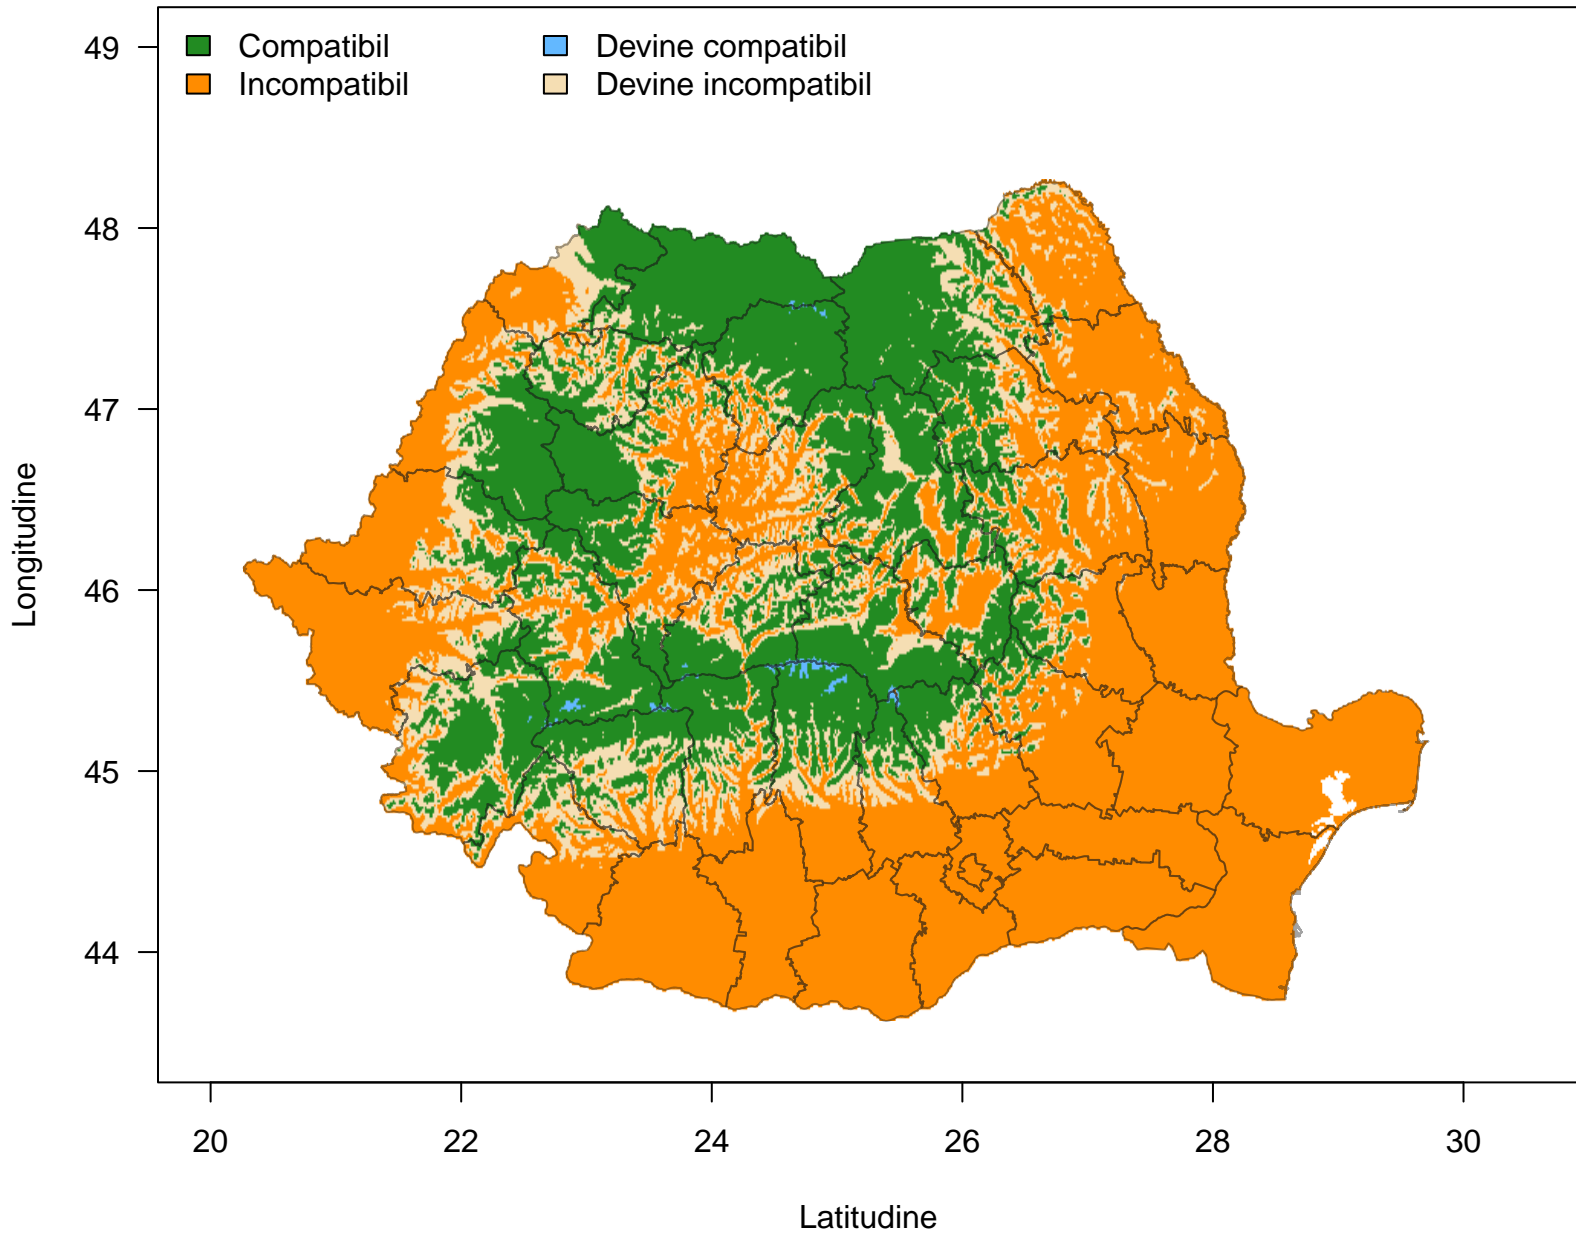 Compatibil
Incompatibil
Devine compatibil
Devine incompatibil
49
48
47
46
45
44
Longitudine
20 22 24 26 28 30
Latitudine